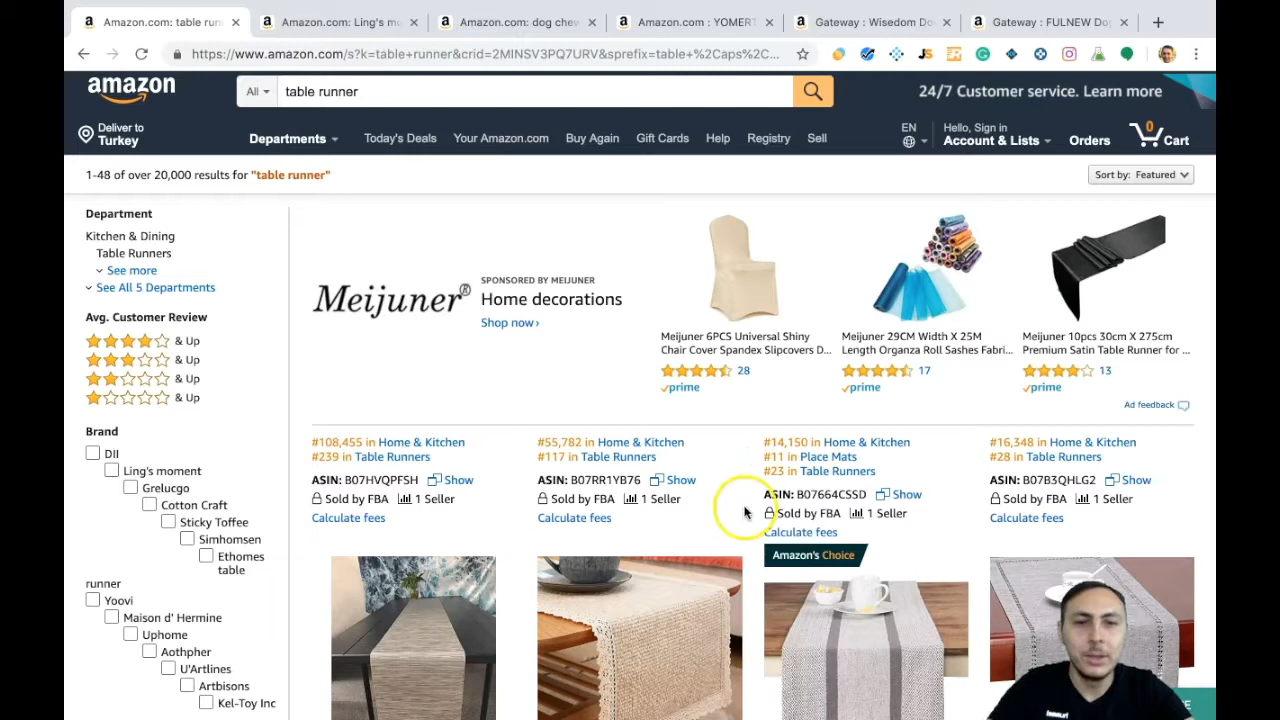 Amazon.com: table run
Amazon.com: Ling's mo
Amazon.com: dog chew
Amazon.com : YOMERT
Gateway : Wisedom Do
Gateway : FULNEW Do
https://www.amazon.com/s?k=table+runner&crid=2MINSV3PQ7URV&sprefix=table+%2Caps%2C...
amazon
All
table runner
24/7 Customer service. Learn more
Deliver to
Turkey
Departments
Today's Deals
Your Amazon.com
Buy Again
Gift Cards
Help
Registry
Sell
EN
Hello, Sign in
Account & Lists
Orders
0
Cart
1-48 of over 20,000 results for "table runner"
Sort by: Featured
Department
Kitchen & Dining
Table Runners
See more
See All 5 Departments
Avg. Customer Review
& Up
& Up
& Up
& Up
Brand
DII
Ling's moment
Grelucgo
Cotton Craft
Sticky Toffee
Simhomsen
Ethomes
table
runner
Yoovi
Maison d' Hermine
Uphome
Aothpher
U'Artlines
Artbisons
Kel-Toy Inc
Meijuner®
SPONSORED BY MEIJUNER
Home decorations
Shop now›
Meijuner 6PCS Universal Shiny
Chair Cover Spandex Slipcovers D...
28
prime
Meijuner 29CM Width X 25M
Length Organza Roll Sashes Fabri...
17
prime
Meijuner 10pcs 30cm X 275cm
Premium Satin Table Runner for ...
13
prime
Ad feedback
#108,455 in Home & Kitchen
#239 in Table Runners
ASIN: B07HVQPFSH Show
Sold by FBA 1 Seller
Calculate fees
#55,782 in Home & Kitchen
#117 in Table Runners
ASIN: B07RR1YB76 Show
Sold by FBA 1 Seller
Calculate fees
#14,150 in Home & Kitchen
#11 in Place Mats
#23 in Table Runners
ASIN: B07664CSSD Show
Sold by FBA 1 Seller
Calculate fees
Amazon's Choice
#16,348 in Home & Kitchen
#28 in Table Runners
ASIN: B07B3QHLG2 Show
Sold by FBA 1 Seller
Calculate fees